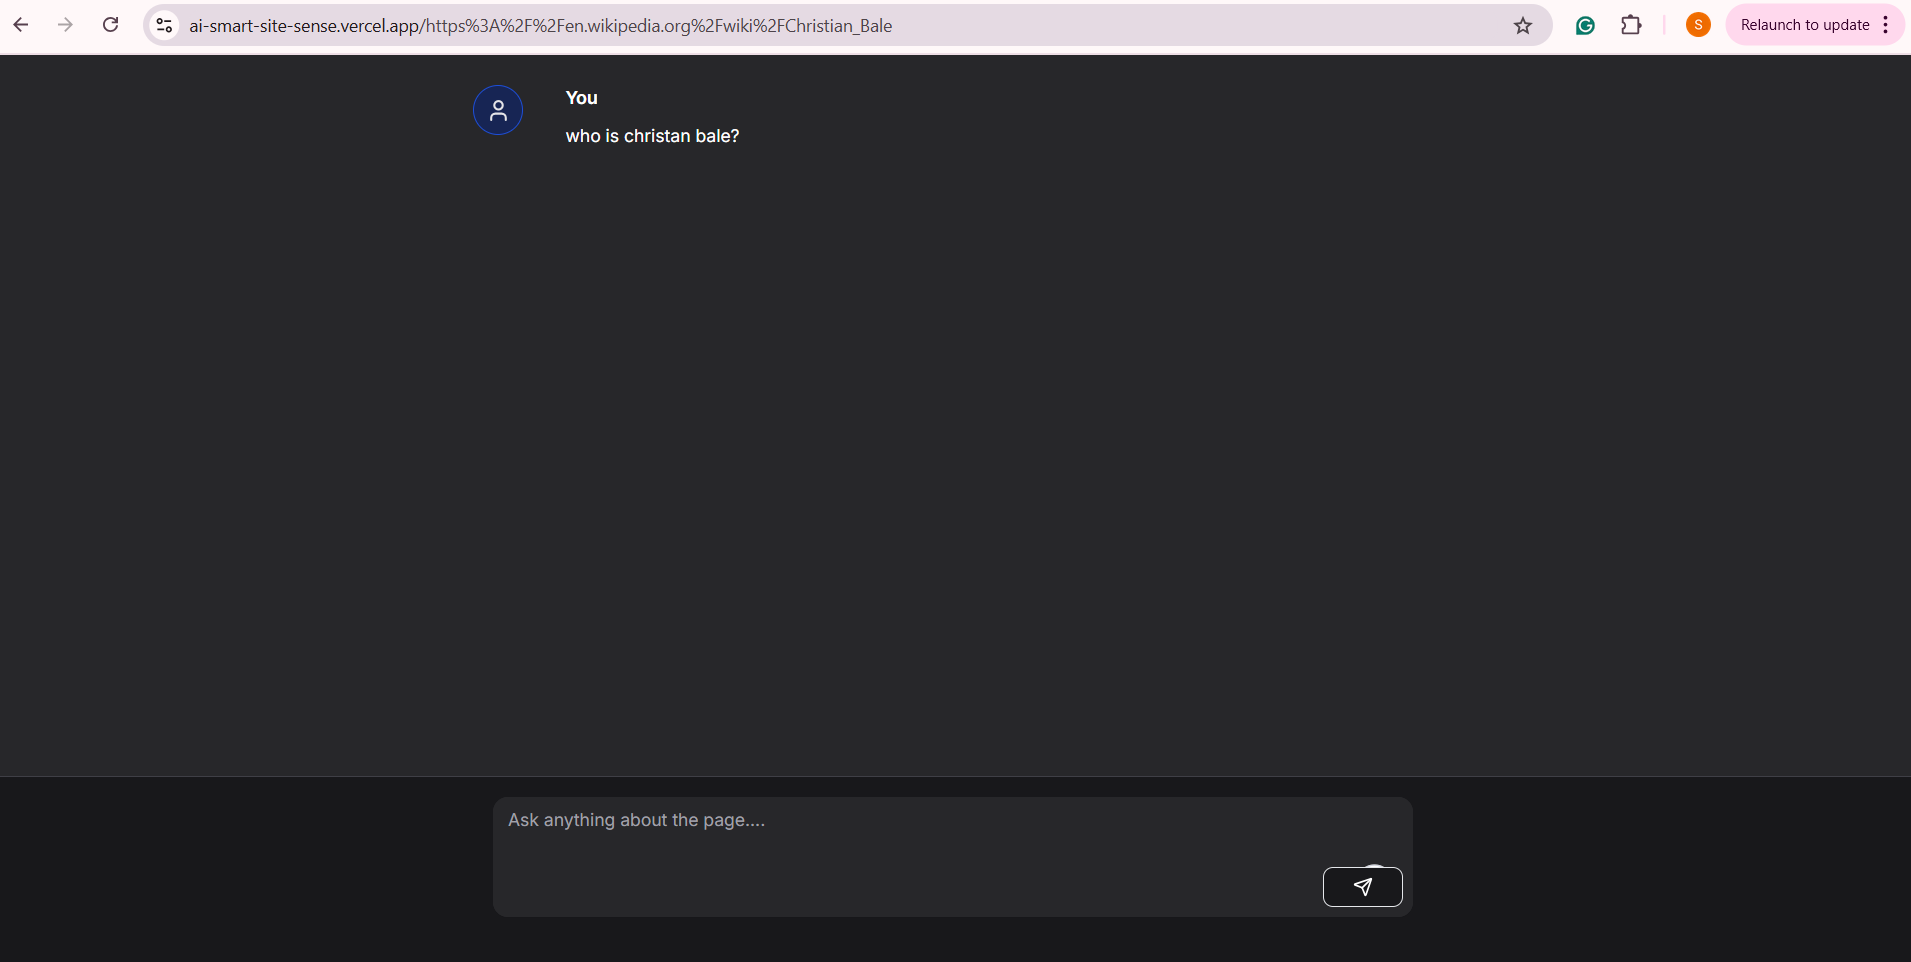 ai-smart-site-sense.vercel.app/https%3A%2F%2Fen.wikipedia.org%2Fwiki%2FChristian_Bale
S
Relaunch to update
You
who is christan bale?
Ask anything about the page....